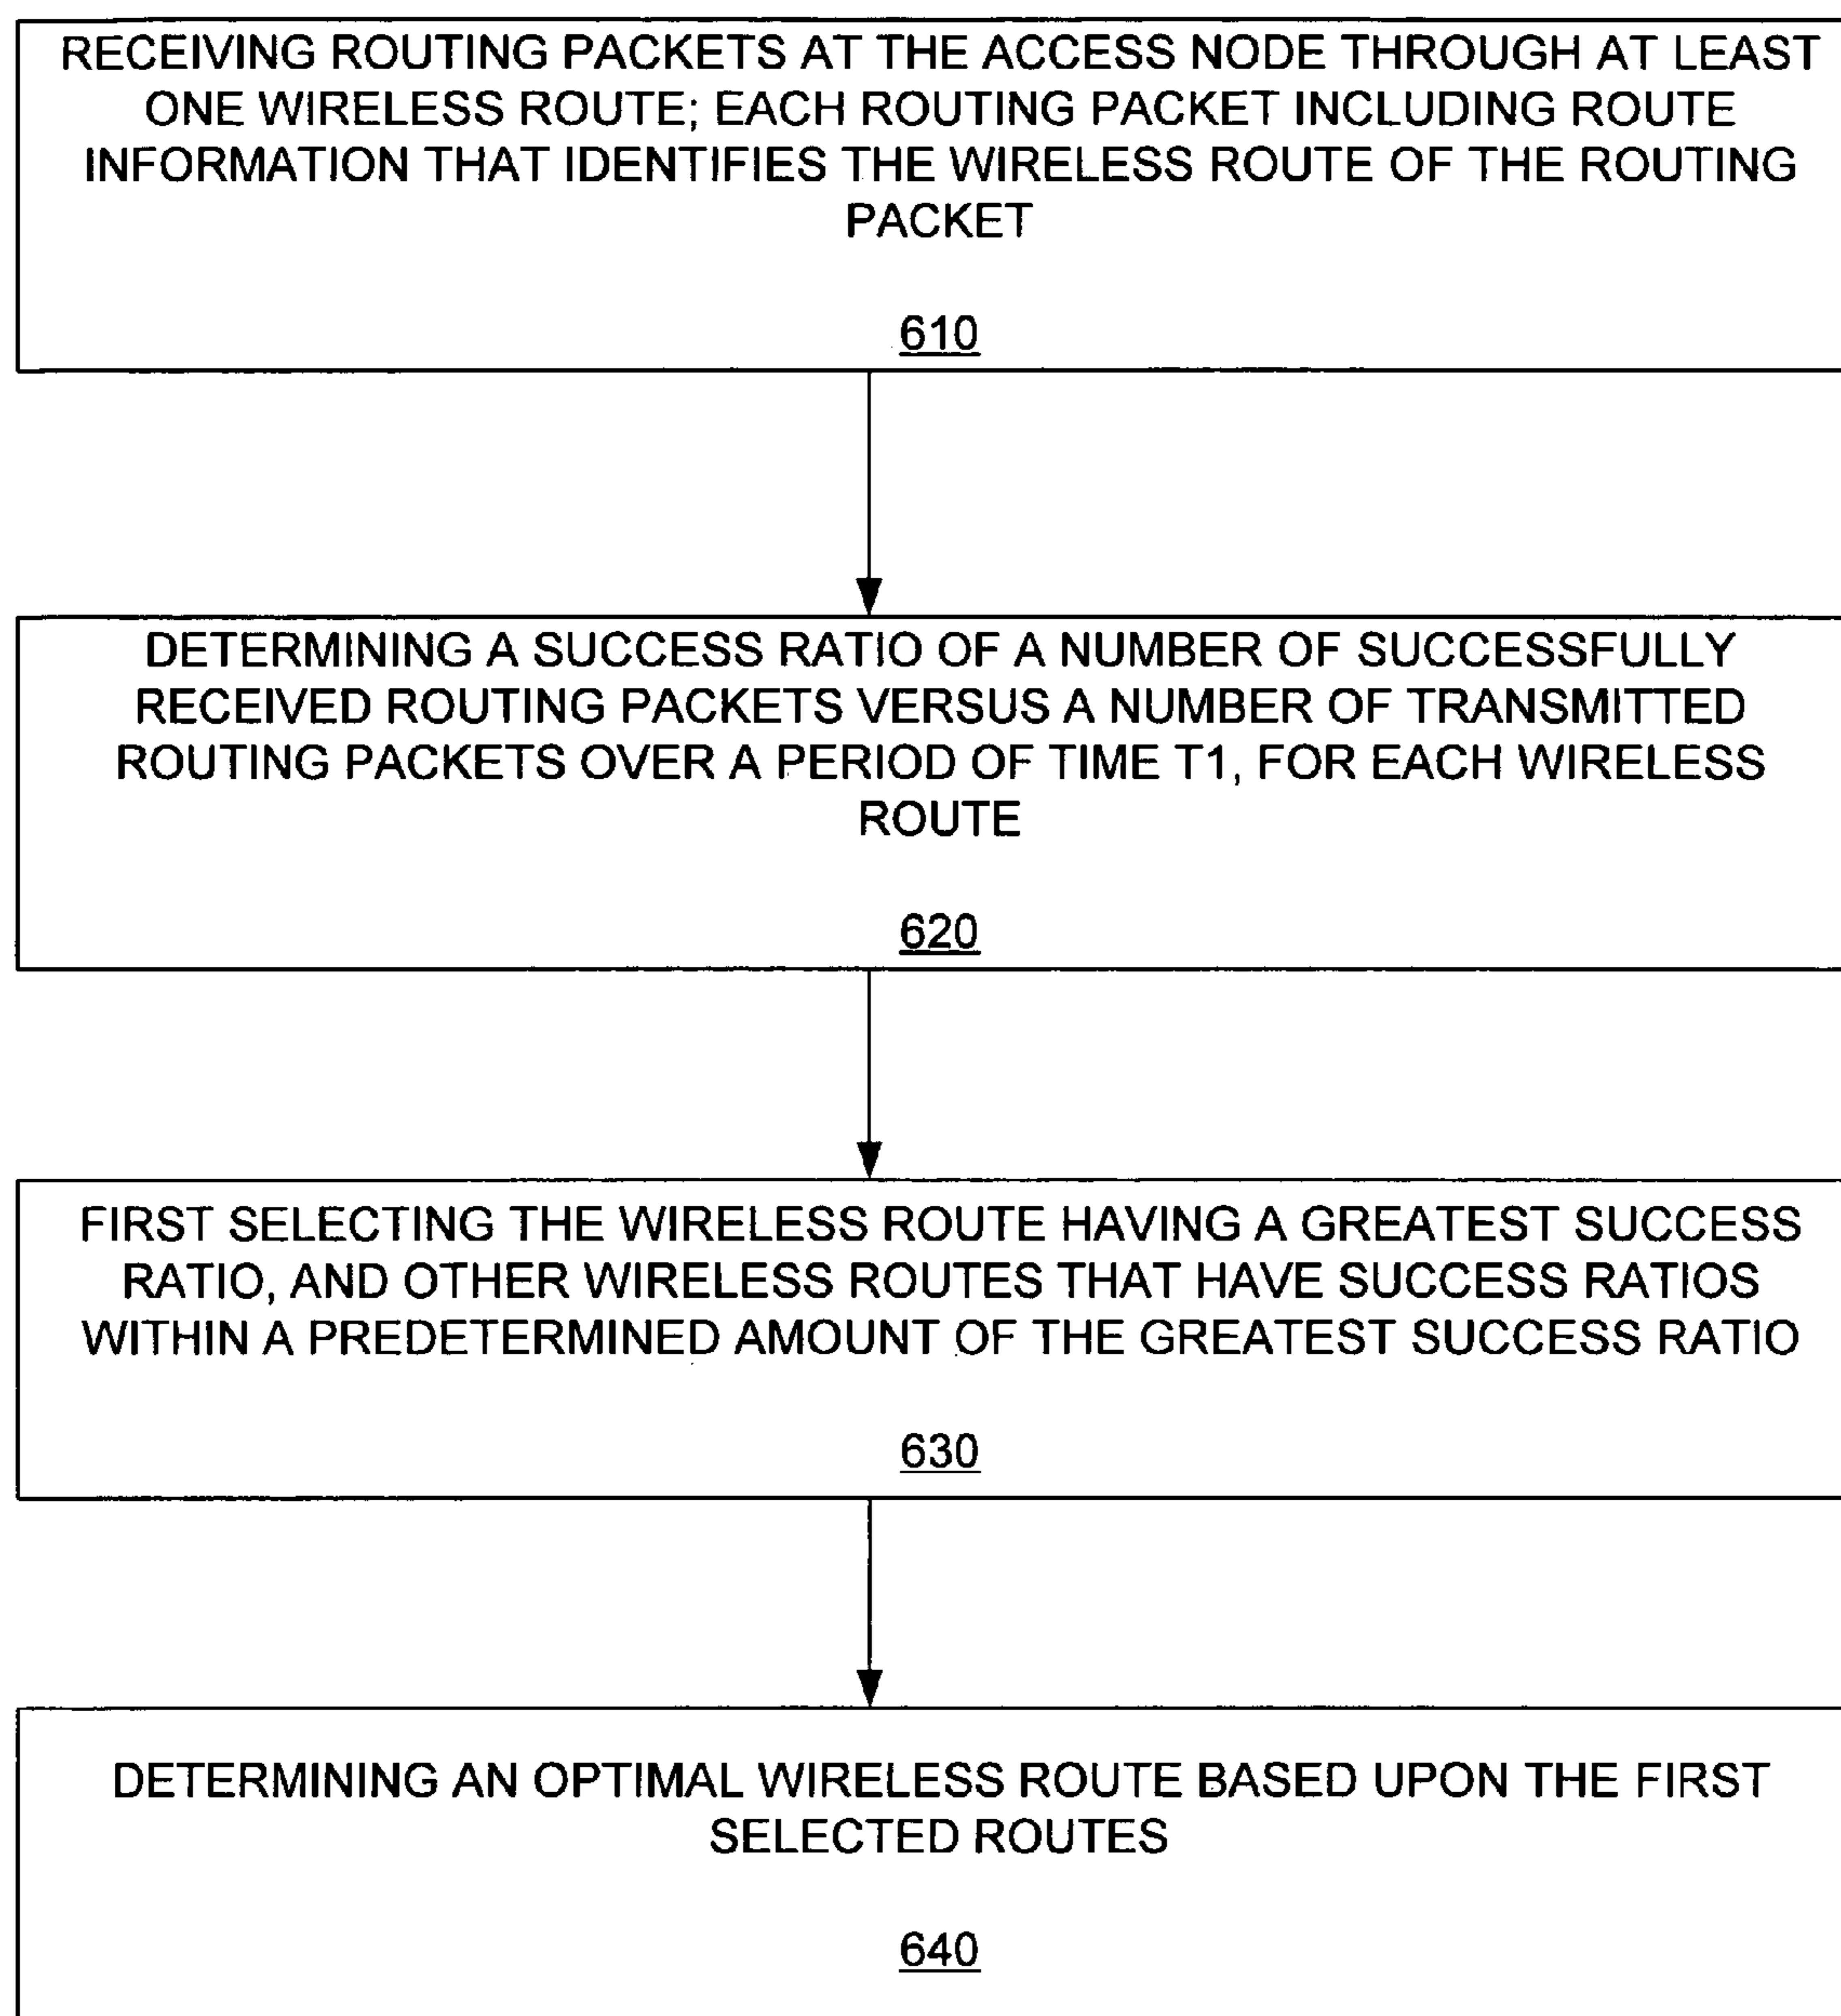 RECEIVING ROUTING PACKETS AT THE ACCESS NODE THROUGH AT LEAST
ONE WIRELESS ROUTE; EACH ROUTING PACKET INCLUDING ROUTE
INFORMATION THAT IDENTIFIES THE WIRELESS ROUTE OF THE ROUTING
PACKET
610
DETERMINING A SUCCESS RATIO OF A NUMBER OF SUCCESSFULLY
RECEIVED ROUTING PACKETS VERSUS A NUMBER OF TRANSMITTED
ROUTING PACKETS OVER A PERIOD OF TIME T1, FOR EACH WIRELESS
ROUTE
620
FIRST SELECTING THE WIRELESS ROUTE HAVING A GREATEST SUCCESS
RATIO, AND OTHER WIRELESS ROUTES THAT HAVE SUCCESS RATIOS
WITHIN A PREDETERMINED AMOUNT OF THE GREATEST SUCCESS RATIO
630
DETERMINING AN OPTIMAL WIRELESS ROUTE BASED UPON THE FIRST
SELECTED ROUTES
640